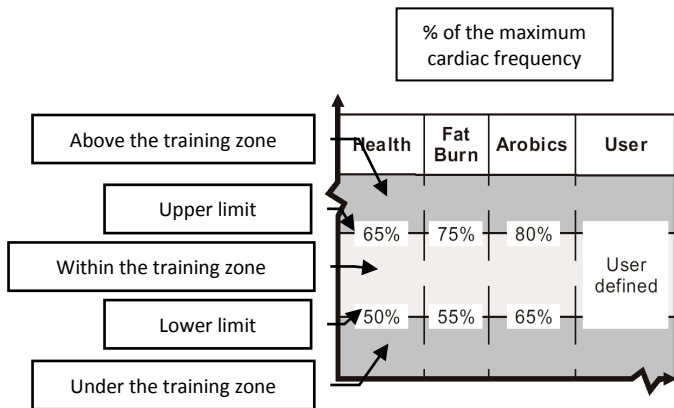 % of the maximum
cardiac frequency
Above the training zone
Upper limit
Within the training zone
Lower limit
Under the training zone
Health
Fat
Burn
Arobics
User
65%
75%
80%
User
defined
50%
55%
65%